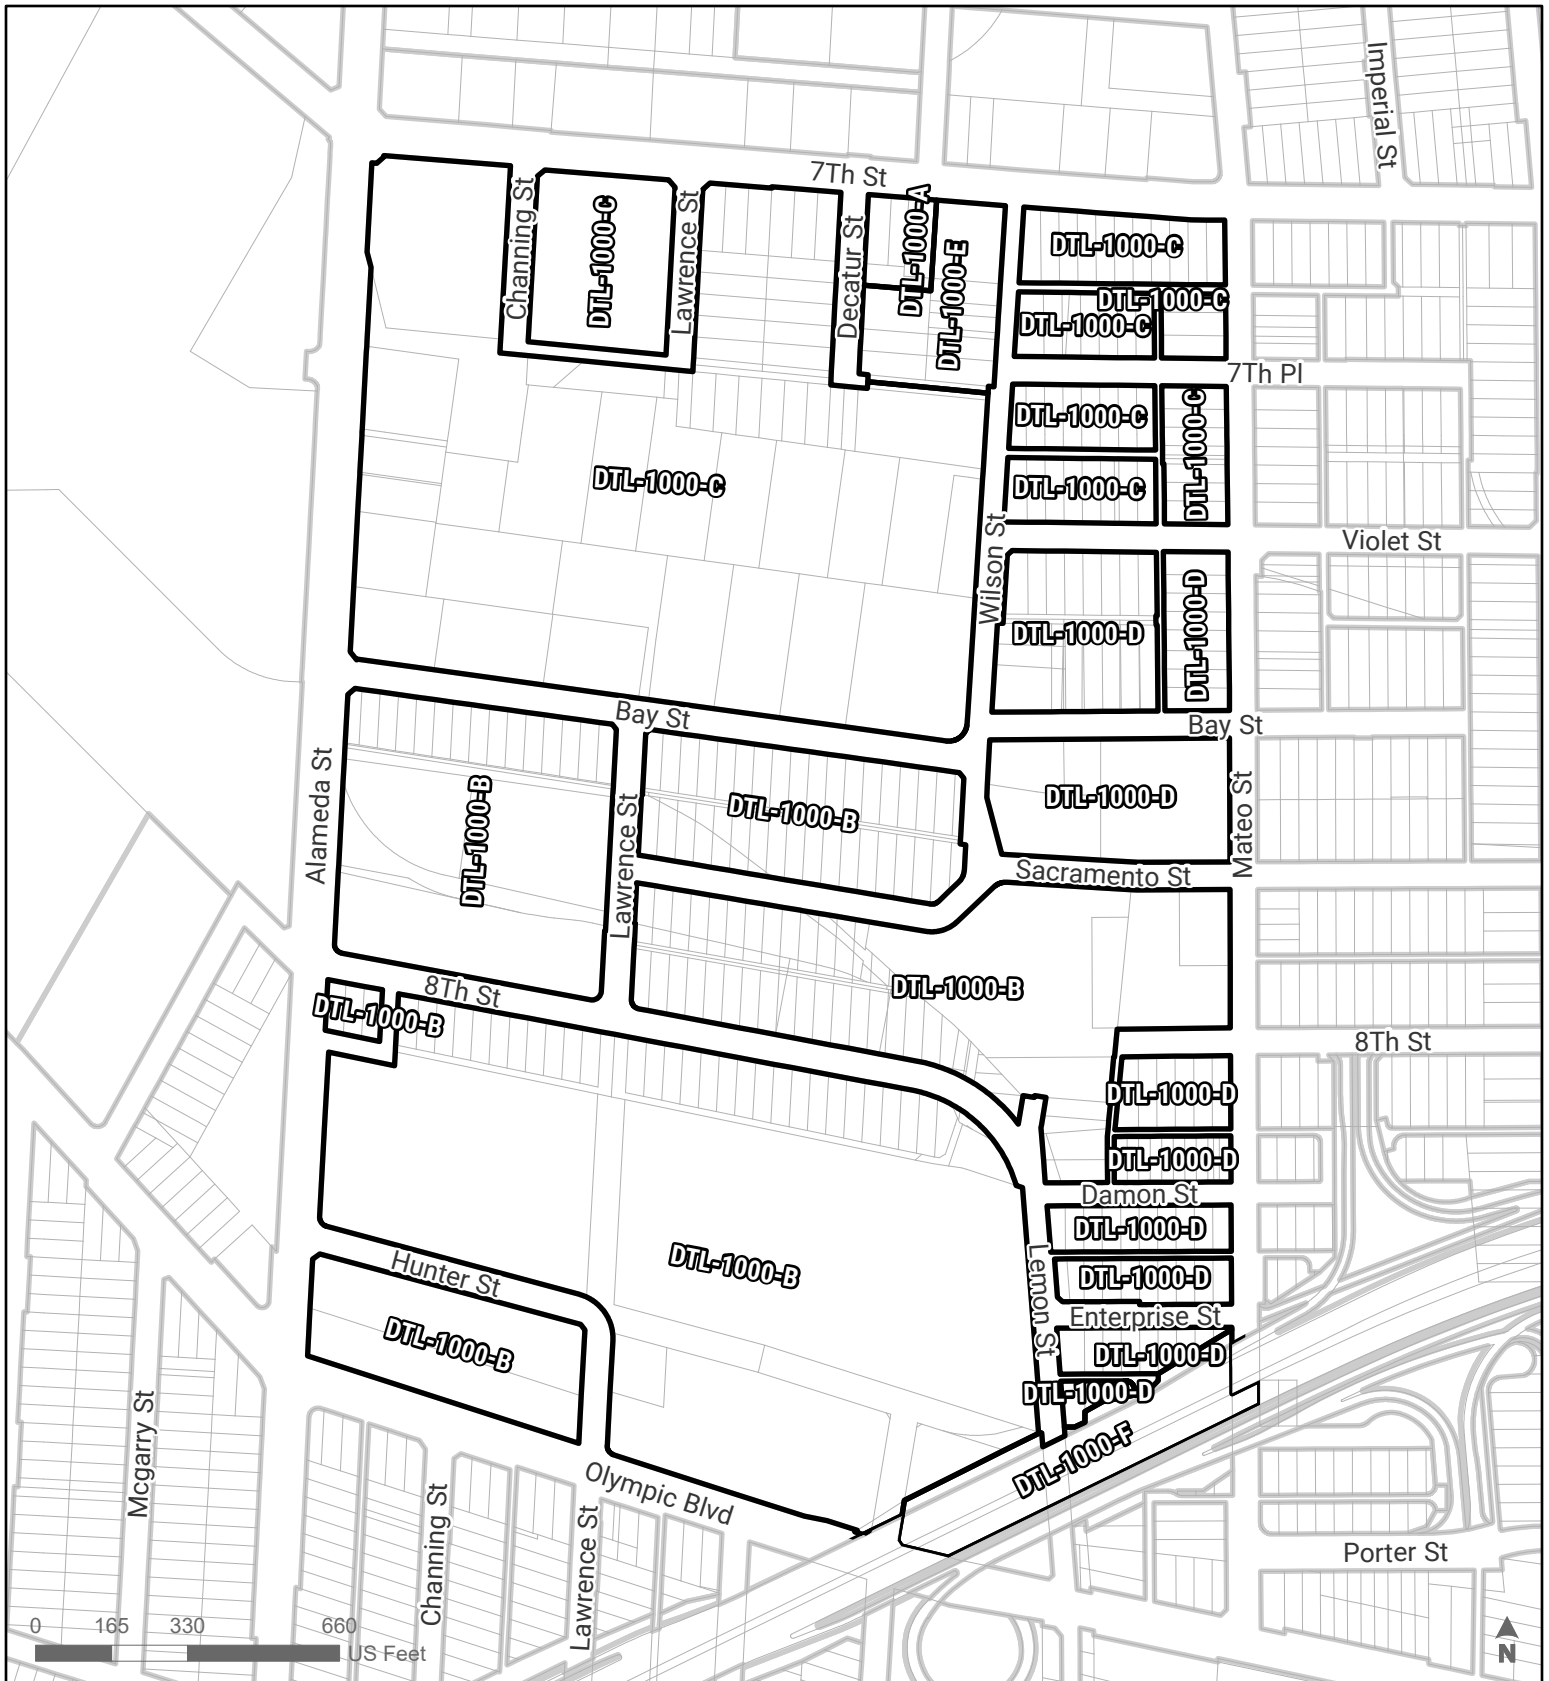 Imperial St
7Th St
Channing St
DTL-1000-C
Lawrence St
Decatur St
DTL-1000-A
DTL-1000-E
DTL-1000-C
DTL-1000-C
DTL-1000-C
7Th Pl
DTL-1000-C
DTL-1000-C
DTL-1000-C
DTL-1000-C
Wilson St
Violet St
DTL-1000-D
DTL-1000-D
Bay St
Bay St
Alameda St
DTL-1000-B
Lawrence St
DTL-1000-B
DTL-1000-D
Mateo St
Sacramento St
8Th St
DTL-1000-B
DTL-1000-B
8Th St
DTL-1000-D
DTL-1000-D
Damon St
DTL-1000-D
Hunter St
DTL-1000-B
Lemon St
DTL-1000-D
Enterprise St
DTL-1000-B
DTL-1000-D
DTL-1000-D
Mcgarry St
DTL-1000-F
Olympic Blvd
Channing St
Lawrence St
Porter St
0 165 330 660
US Feet
N